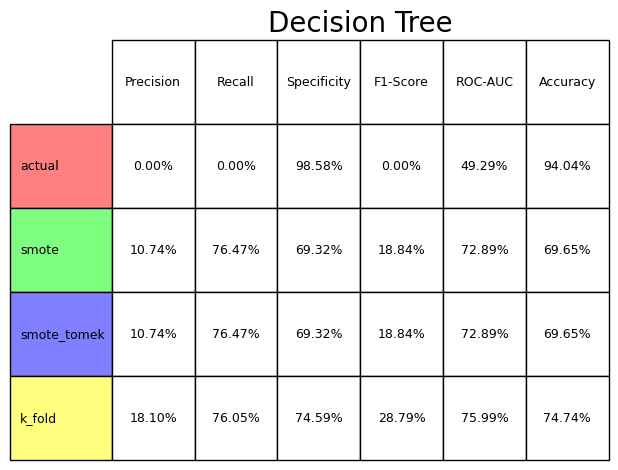 Decision Tree
Precision Recall Specificity F1-Score ROC-AUC Accuracy
actual 0.00% 0.00% 98.58% 0.00% 49.29% 94.04%
smote 10.74% 76.47% 69.32% 18.84% 72.89% 69.65%
smote_tomek 10.74% 76.47% 69.32% 18.84% 72.89% 69.65%
k_fold 18.10% 76.05% 74.59% 28.79% 75.99% 74.74%